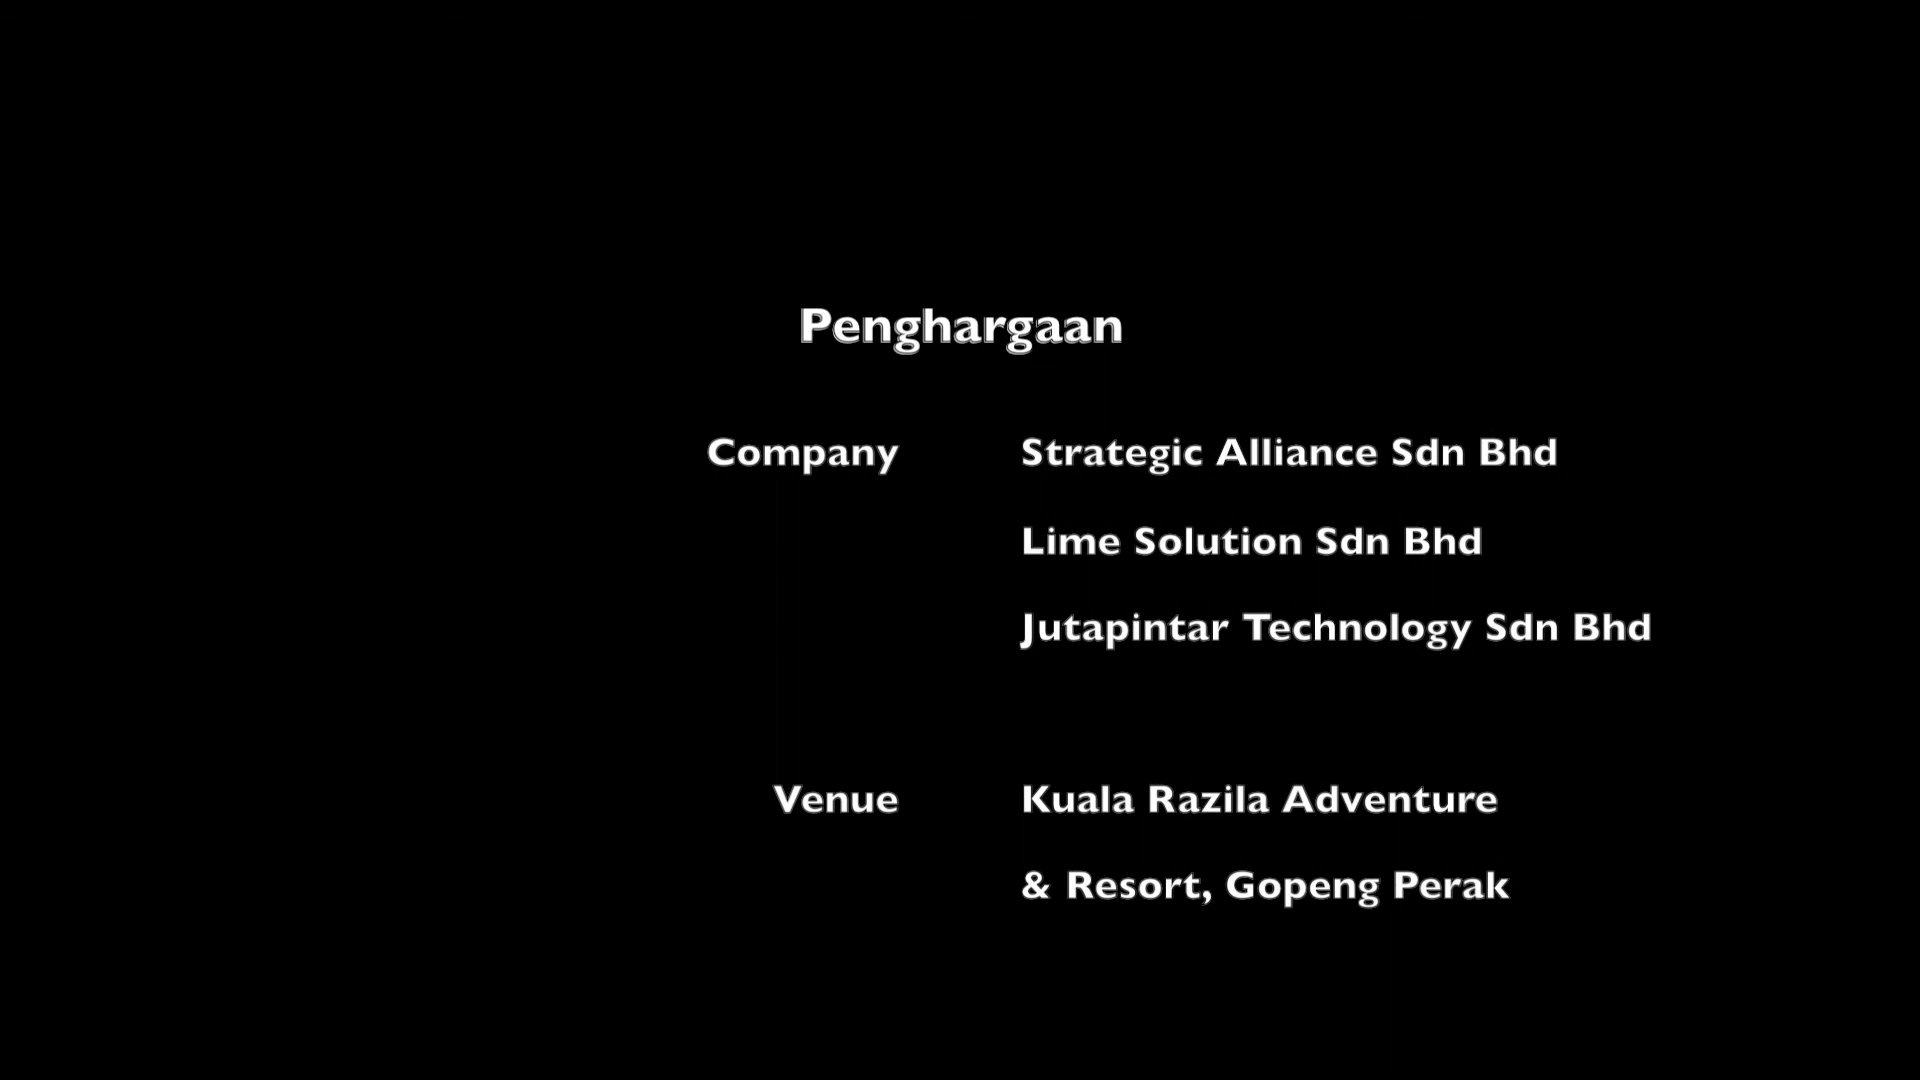 Penghargaan
Company Strategic Alliance Sdn Bhd
Lime Solution Sdn Bhd
Jutapintar Technology Sdn Bhd
Venue Kuala Razila Adventure
& Resort, Gopeng Perak